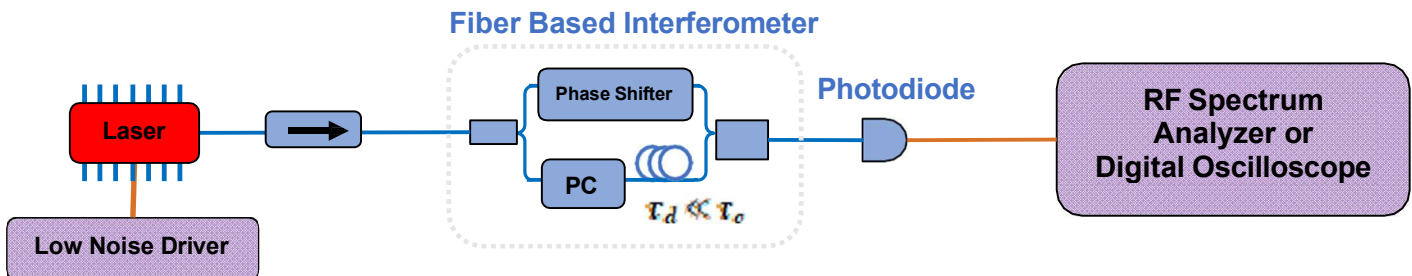 Fiber Based Interferometer
Laser
Phase Shifter
PC
τd ≪ τc
Photodiode
RF Spectrum
Analyzer or
Digital Oscilloscope
Low Noise Driver